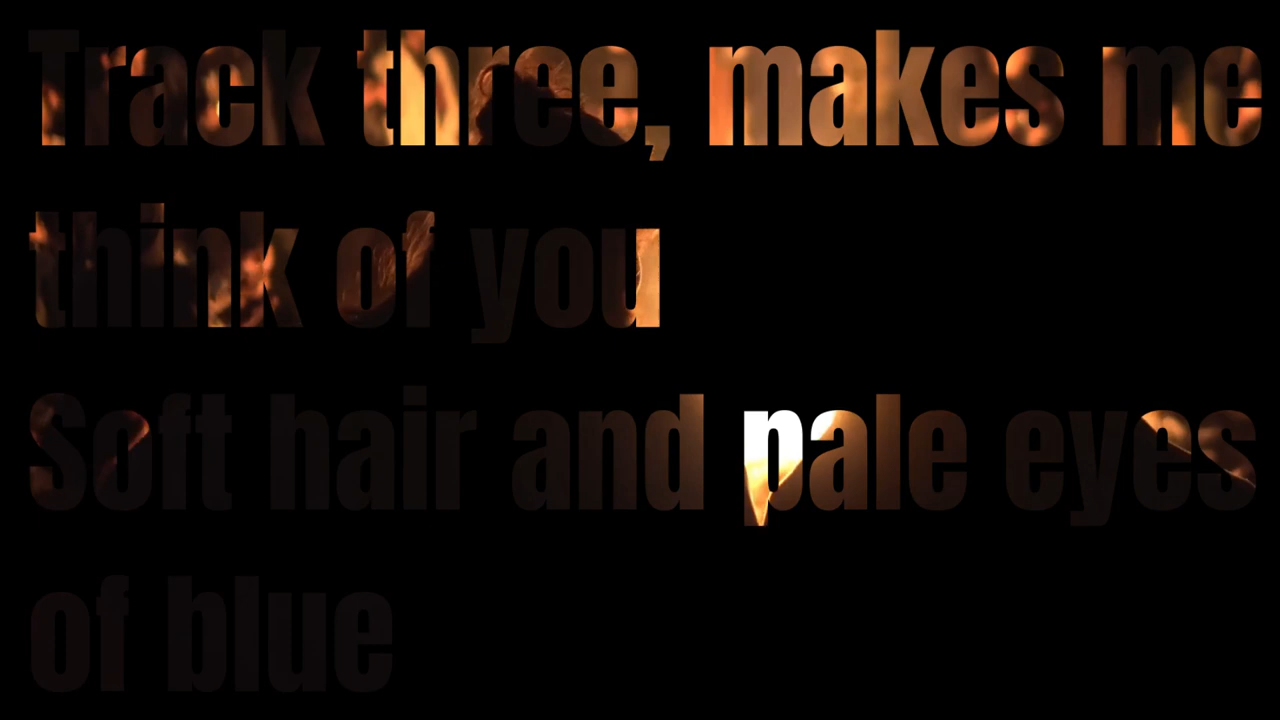 Track three, makes me
think of you
Soft hair and pale eyes
of blue